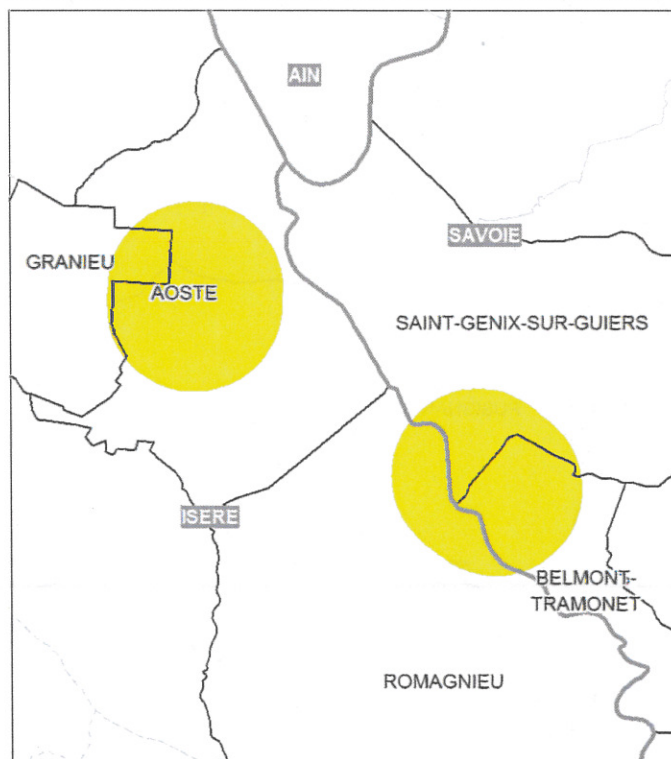 AIN
SAVOIE
GRANIEU
AOSTE
SAINT-GENIX-SUR-GUIERS
ISERE
BELMONT-
TRAMONET
ROMAGNIEU